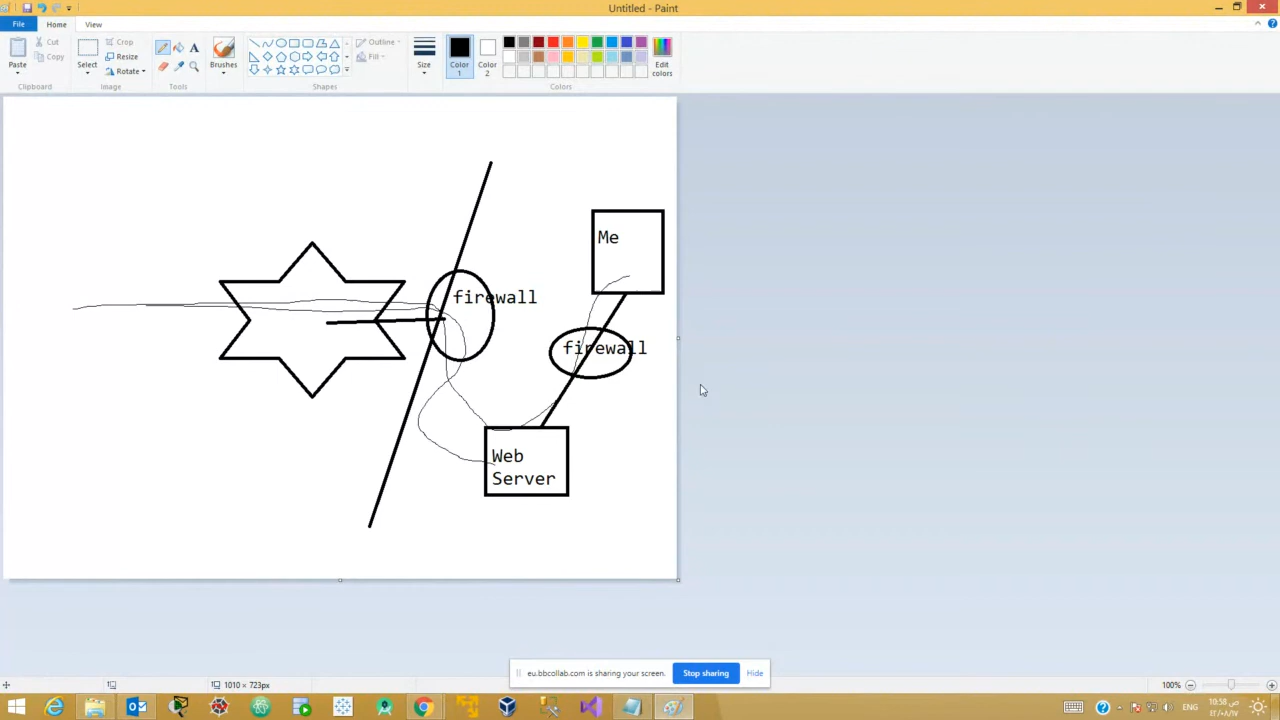 Untitled - Paint
File
Home
View
Paste
Cut
Copy
Clipboard
Select
Crop
Resize
Rotate
Image
A
Tools
Brushes
Shapes
Outline
Fill
Size
Color
1
Color
2
Edit
colors
Colors
Me
firewall
firewall
Web
Server
eu.bbcollab.com is sharing your screen.
Stop sharing
Hide
1010 × 723px
100%
ENG
10:58 ص